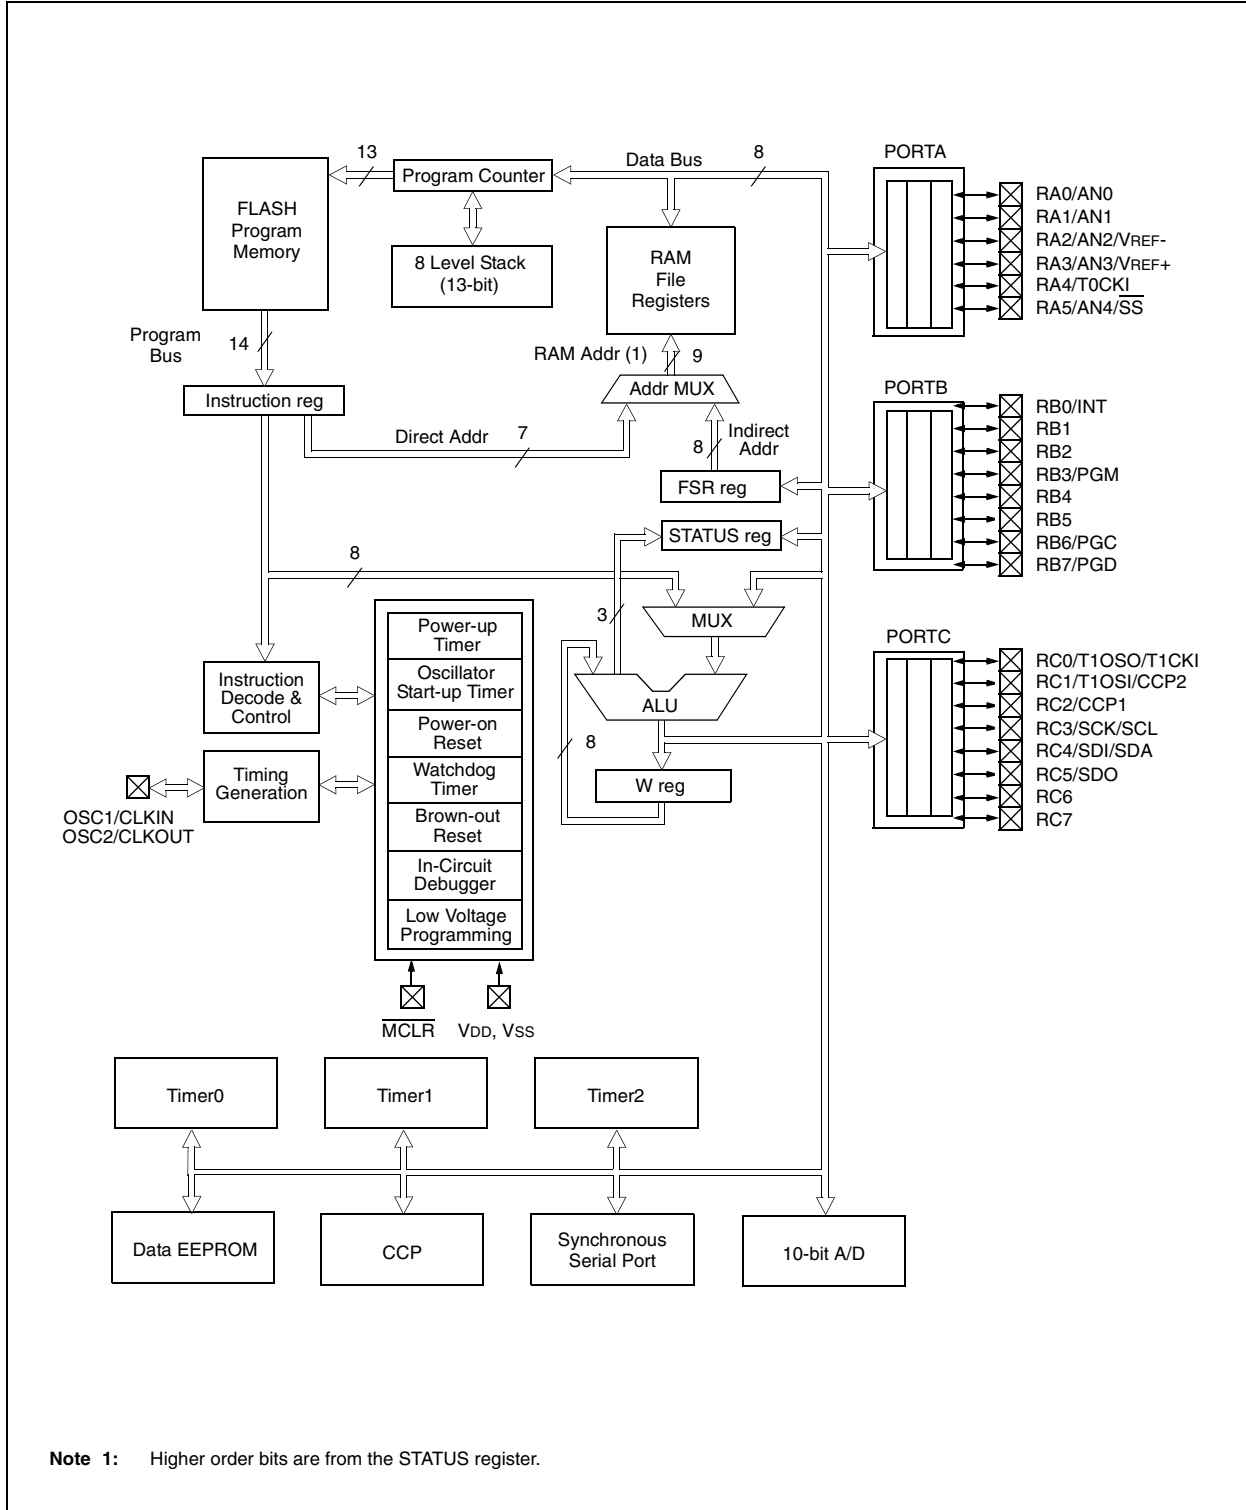 13
Data Bus
8
PORTA
FLASH
Program
Memory
Program Counter
8 Level Stack
(13-bit)
RAM
File
Registers
RA0/AN0
RA1/AN1
RA2/AN2/VREF-
RA3/AN3/VREF+
RA4/T0CKI
RA5/AN4/SS
Program
Bus
14
RAM Addr (1)
9
Instruction reg
Addr MUX
PORTB
Direct Addr
7
8
Indirect
Addr
FSR reg
STATUS reg
RB0/INT
RB1
RB2
RB3/PGM
RB4
RB5
RB6/PGC
RB7/PGD
8
3
MUX
PORTC
Power-up
Timer
Oscillator
Start-up Timer
Power-on
Reset
Watchdog
Timer
Brown-out
Reset
In-Circuit
Debugger
Low Voltage
Programming
Instruction
Decode &
Control
Timing
Generation
OSC1/CLKIN
OSC2/CLKOUT
ALU
8
W reg
RC0/T1OSO/T1CKI
RC1/T1OSI/CCP2
RC2/CCP1
RC3/SCK/SCL
RC4/SDI/SDA
RC5/SDO
RC6
RC7
MCLR
VDD, VSS
Timer0
Timer1
Timer2
Data EEPROM
CCP
Synchronous
Serial Port
10-bit A/D
Note 1: Higher order bits are from the STATUS register.